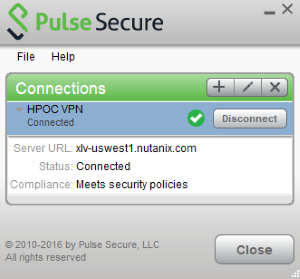 Pulse Secure
File Help
Connections
HPOC VPN
Connected
Disconnect
Server URL: xlv-uswest1.nutanix.com
Status: Connected
Compliance: Meets security policies
© 2010-2016 by Pulse Secure, LLC
All rights reserved
Close